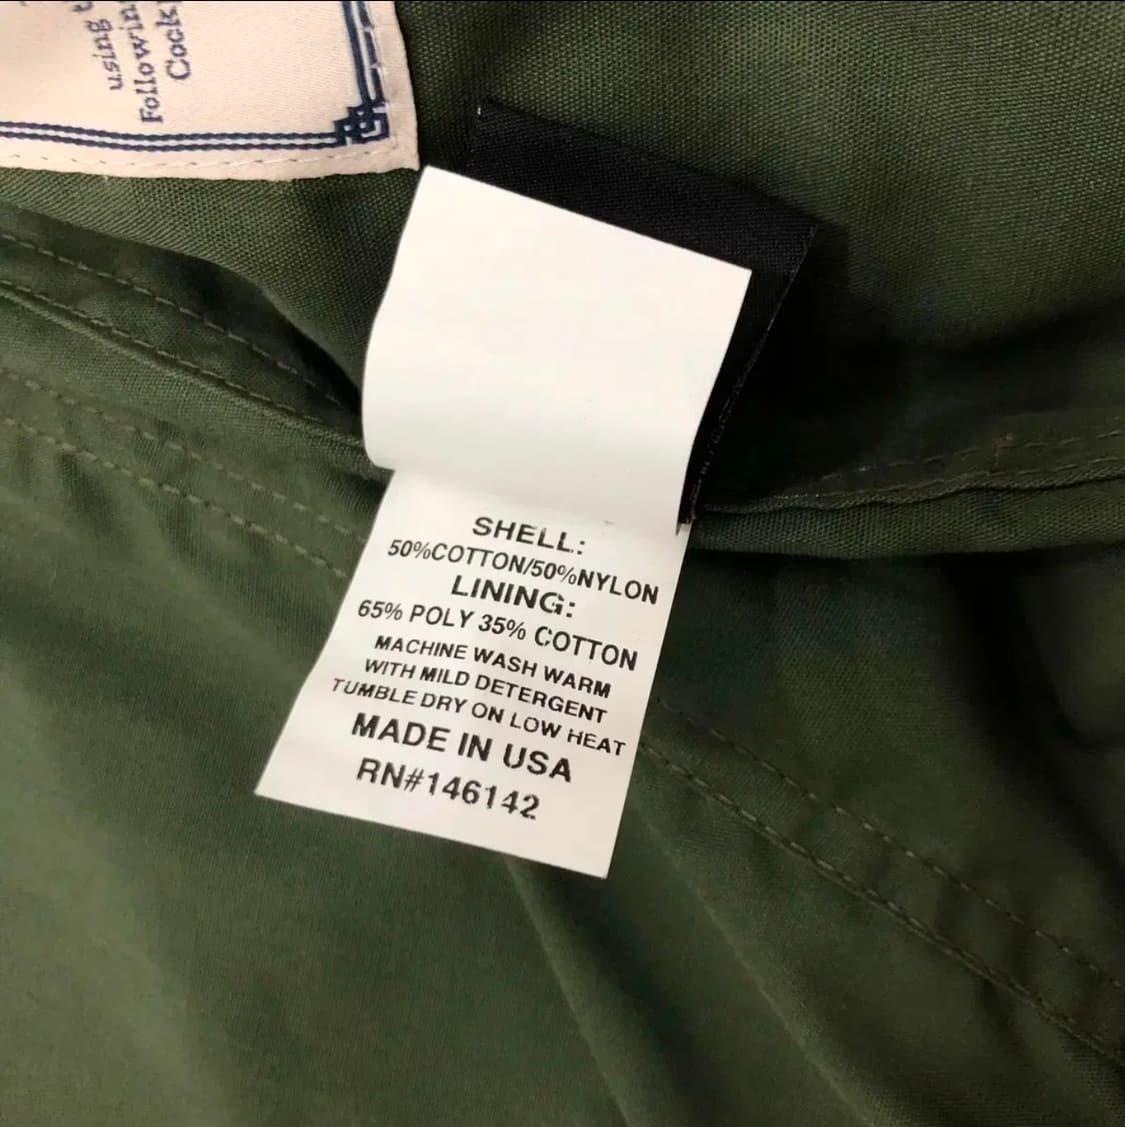 using t
Followin
Cock
SHELL:
50%COTTON/50%NYLON
LINING:
65% POLY 35% COTTON
MACHINE WASH WARM
WITH MILD DETERGENT
TUMBLE DRY ON LOW HEAT
MADE IN USA
RN#146142